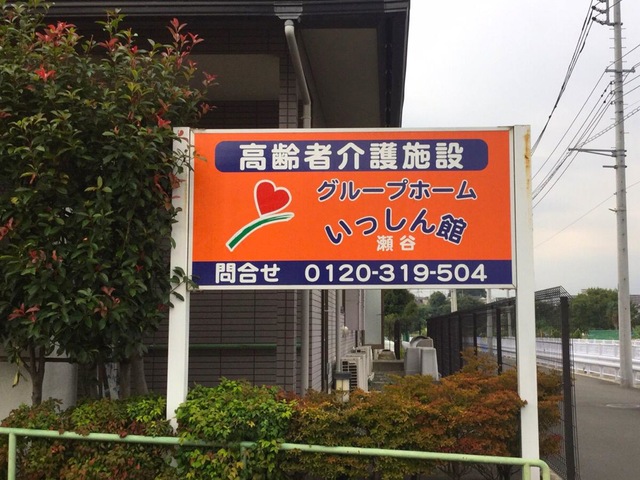 高齢者介護施設
グループホーム
いっしん館
瀬谷
問合せ 0120-319-504